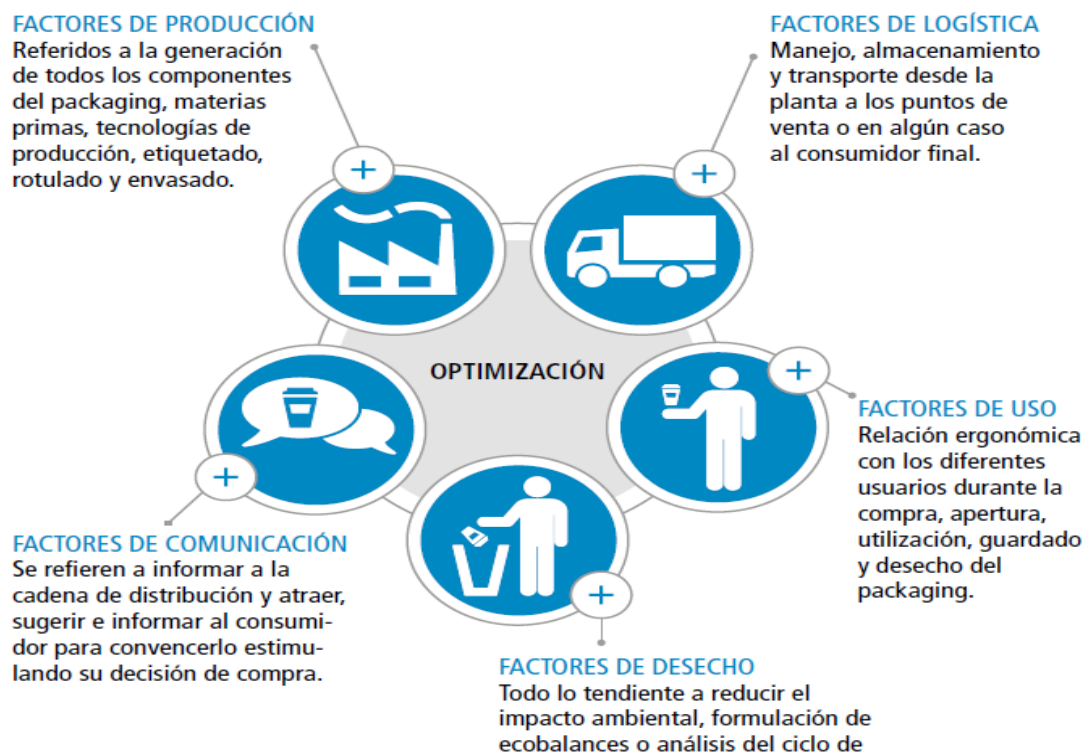 FACTORES DE PRODUCCIÓN
Referidos a la generación
de todos los componentes
del packaging, materias
primas, tecnologías de
producción, etiquetado,
rotulado y envasado.
FACTORES DE LOGÍSTICA
Manejo, almacenamiento
y transporte desde la
planta a los puntos de
venta o en algún caso
al consumidor final.
OPTIMIZACIÓN
FACTORES DE USO
Relación ergonómica
con los diferentes
usuarios durante la
compra, apertura,
utilización, guardado
y desecho del
packaging.
FACTORES DE COMUNICACIÓN
Se refieren a informar a la
cadena de distribución y atraer,
sugerir e informar al consumi-
dor para convencerlo estimu-
lando su decisión de compra.
FACTORES DE DESECHO
Todo lo tendiente a reducir el
impacto ambiental, formulación de
ecobalances o análisis del ciclo de